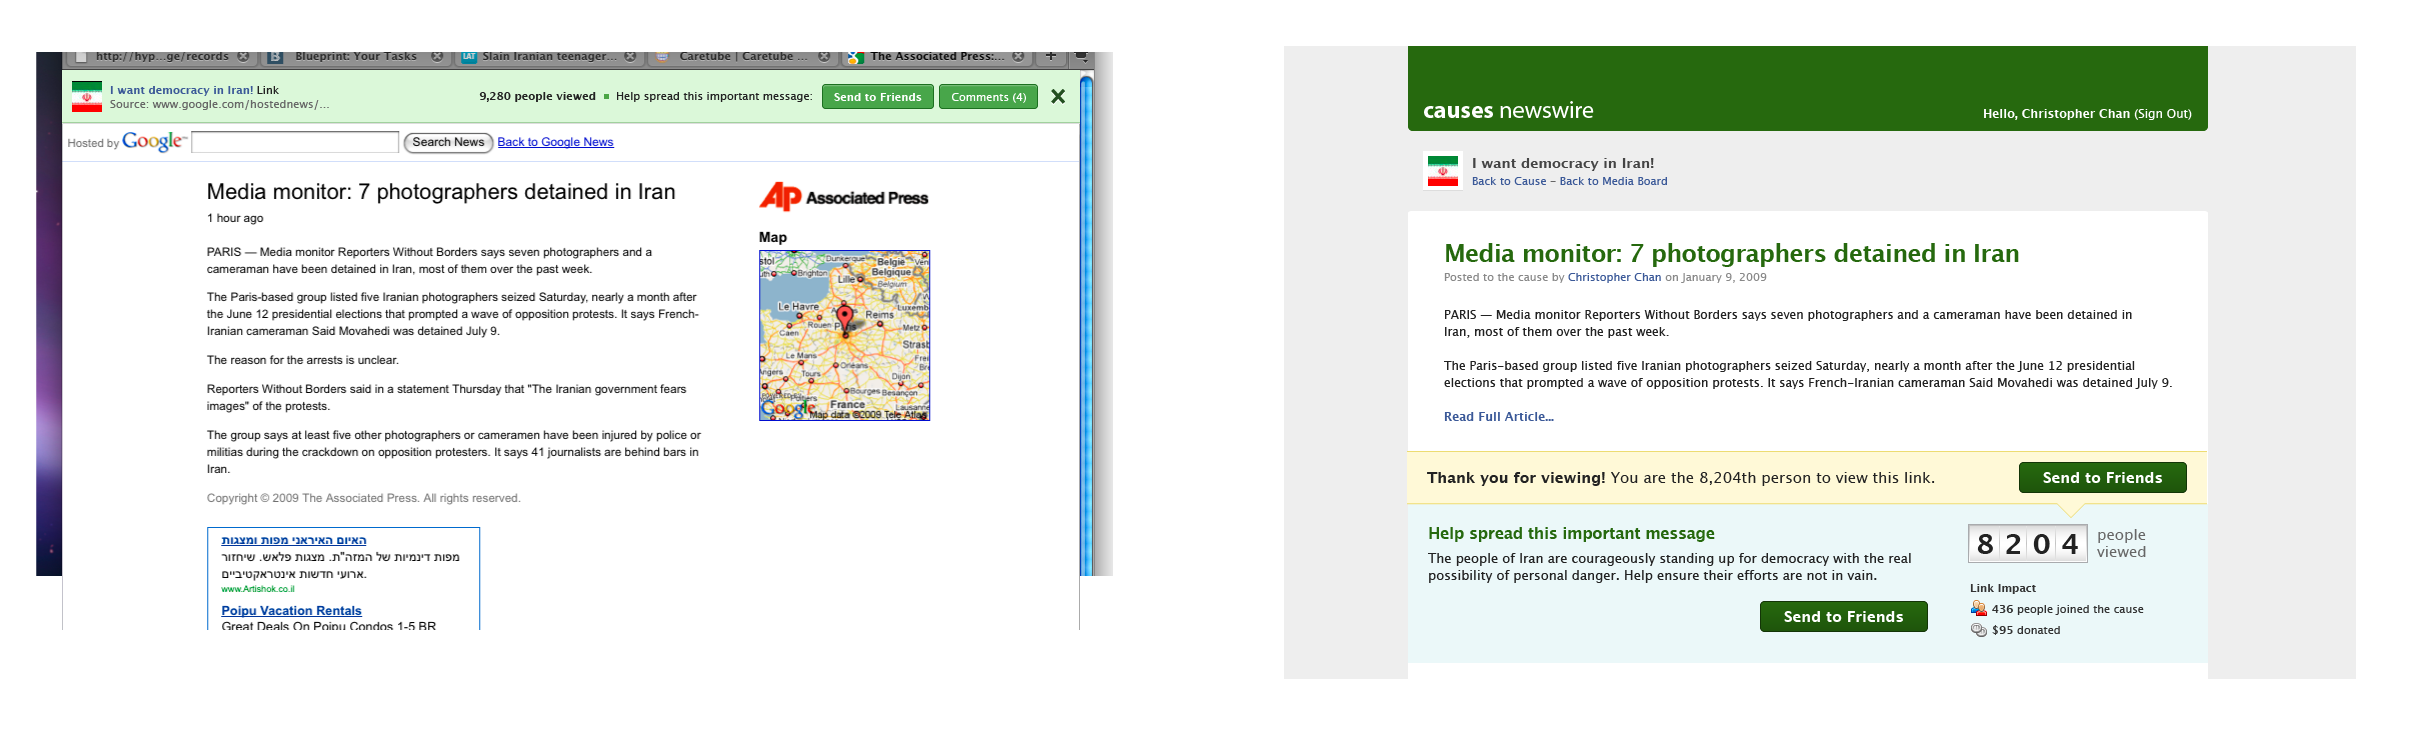 http://hyp...ge/records
Blueprint: Your Tasks
LAT Slain Iranian teenager...
Caretube | Caretube ...
The Associated Press:...
I want democracy in Iran! Link
Source: www.google.com/hostednews/...
9,280 people viewed
Help spread this important message:
Send to Friends
Comments (4)
Hosted by Google™
Search News
Back to Google News
Media monitor: 7 photographers detained in Iran
1 hour ago
PARIS — Media monitor Reporters Without Borders says seven photographers and a
cameraman have been detained in Iran, most of them over the past week.
The Paris-based group listed five Iranian photographers seized Saturday, nearly a month after
the June 12 presidential elections that prompted a wave of opposition protests. It says French-
Iranian cameraman Said Movahedi was detained July 9.
The reason for the arrests is unclear.
Reporters Without Borders said in a statement Thursday that "The Iranian government fears
images" of the protests.
The group says at least five other photographers or cameramen have been injured by police or
militias during the crackdown on opposition protesters. It says 41 journalists are behind bars in
Iran.
Copyright © 2009 The Associated Press. All rights reserved.
AP Associated Press
Map
Dunkerque
België
Brighton
Belgique
Lille
Belgium
Le Havre
Reims
Rouen
Caen
Metz
Le Mans
Orléans
Tours
Dijon
Bourges
Besançon
France
Lausanne
Google
Map data ©2009 Tele Atlas
האיום האיראני מפות ומצגות
מפות דינמיות של המזה"ת. מצגות פלאש. שיחזור
ארועי חדשות אינטראקטיביים.
www.Artishok.co.il
Poipu Vacation Rentals
Great Deals On Poipu Condos 1-5 BR
causes newswire
Hello, Christopher Chan (Sign Out)
I want democracy in Iran!
Back to Cause – Back to Media Board
Media monitor: 7 photographers detained in Iran
Posted to the cause by Christopher Chan on January 9, 2009
PARIS — Media monitor Reporters Without Borders says seven photographers and a cameraman have been detained in
Iran, most of them over the past week.
The Paris-based group listed five Iranian photographers seized Saturday, nearly a month after the June 12 presidential
elections that prompted a wave of opposition protests. It says French-Iranian cameraman Said Movahedi was detained July 9.
Read Full Article...
Thank you for viewing! You are the 8,204th person to view this link.
Send to Friends
Help spread this important message
The people of Iran are courageously standing up for democracy with the real
possibility of personal danger. Help ensure their efforts are not in vain.
Send to Friends
8204
people
viewed
Link Impact
436 people joined the cause
$95 donated